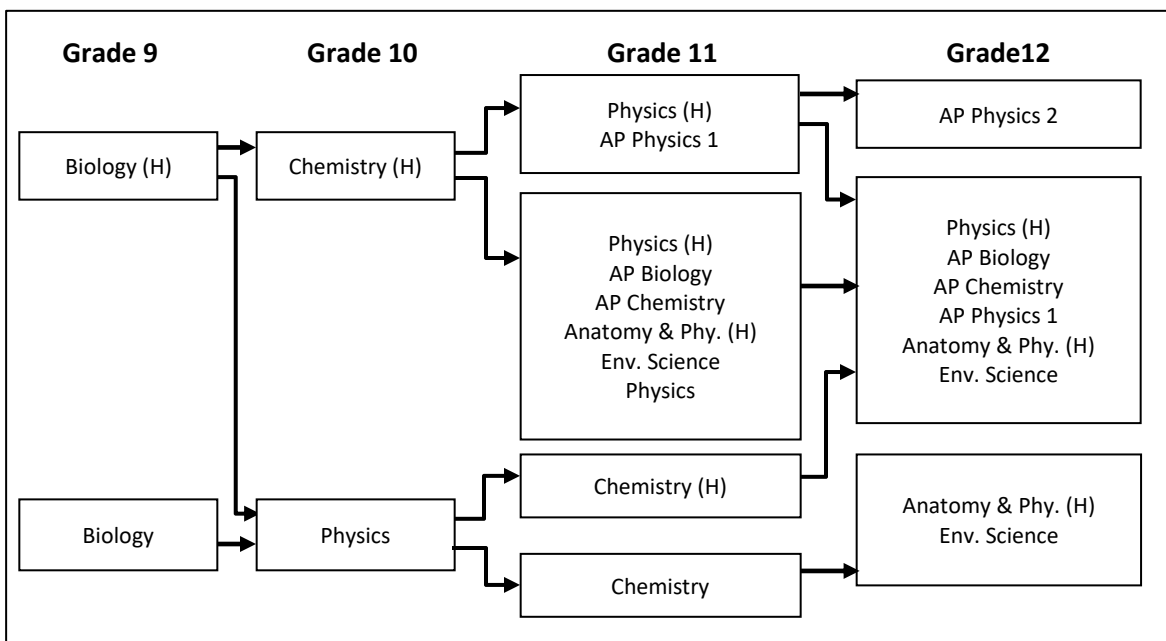 Grade 9
Grade 10
Grade 11
Grade12
Biology (H)
Chemistry (H)
Physics (H)
AP Physics 1
AP Physics 2
Physics (H)
AP Biology
AP Chemistry
Anatomy & Phy. (H)
Env. Science
Physics
Physics (H)
AP Biology
AP Chemistry
AP Physics 1
Anatomy & Phy. (H)
Env. Science
Biology
Physics
Chemistry (H)
Chemistry
Anatomy & Phy. (H)
Env. Science